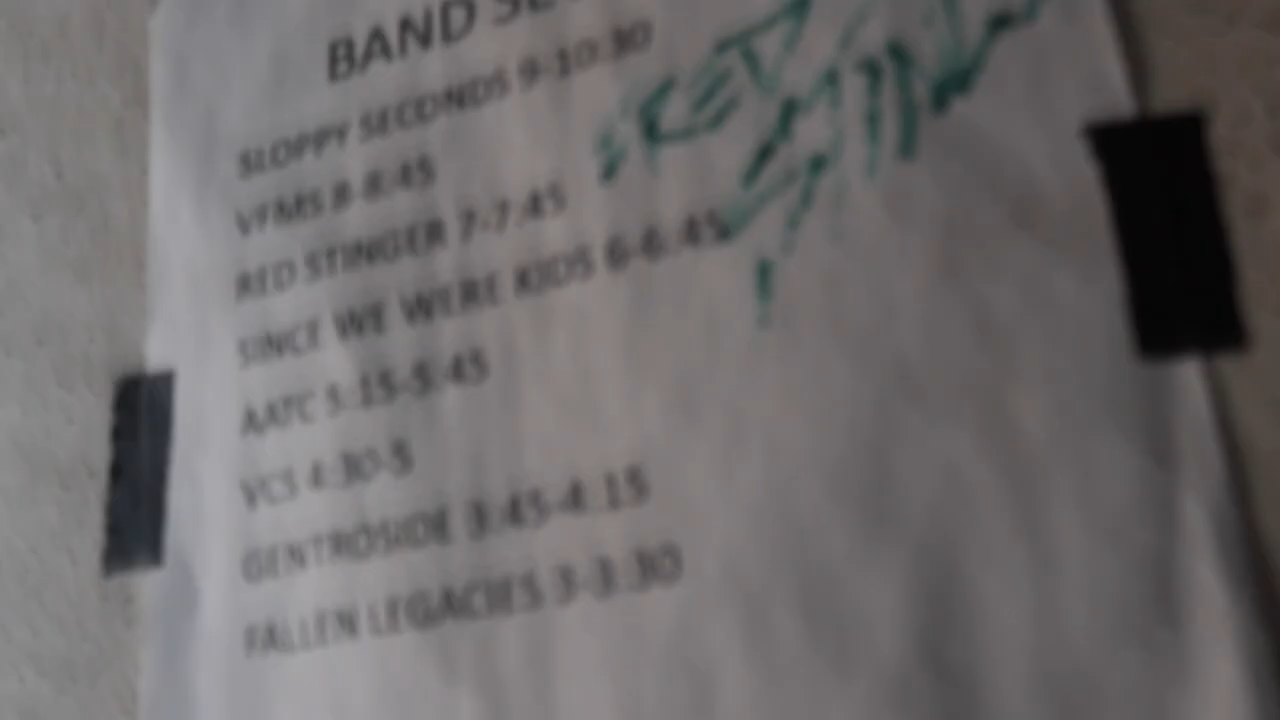 BAND
SLOPPY SECONDS 9-10:30
VFMS 8-8:45
RED STINGER 7-7:45
SINCE WE WERE KIDS 6-6:45
AATC 5:15-5:45
VCS 4:30-5
GENTROSIDE 3:45-4:15
FALLEN LEGACIES 3-3:30